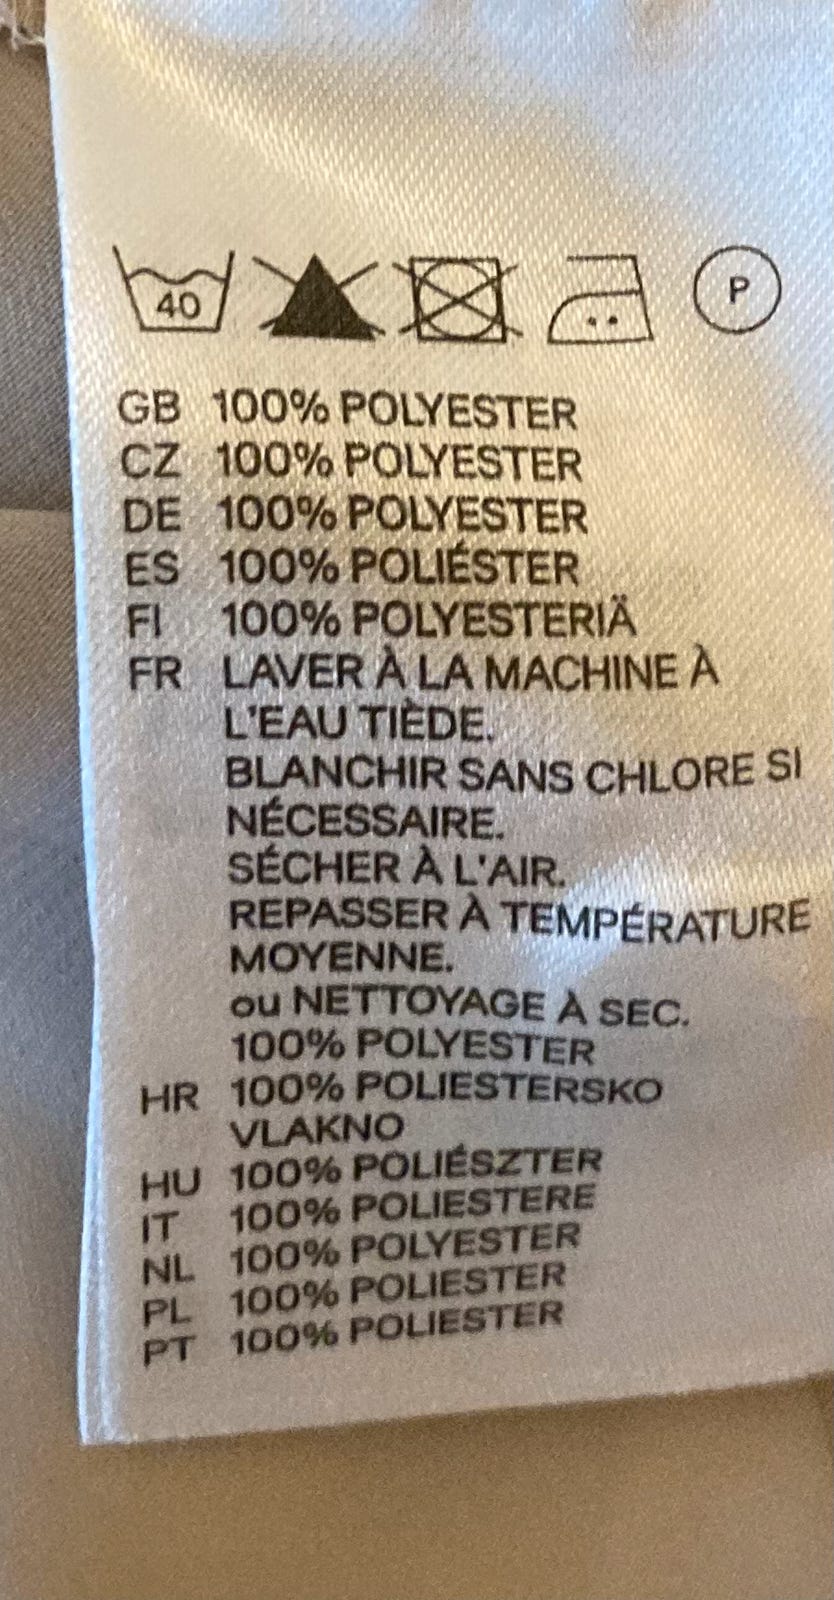 40
P
GB 100% POLYESTER
CZ 100% POLYESTER
DE 100% POLYESTER
ES 100% POLIÉSTER
FI 100% POLYESTERIÄ
FR LAVER À LA MACHINE À
L'EAU TIÈDE.
BLANCHIR SANS CHLORE SI
NÉCESSAIRE.
SÉCHER À L'AIR.
REPASSER À TEMPÉRATURE
MOYENNE.
ou NETTOYAGE À SEC.
100% POLYESTER
HR 100% POLIESTERSKO
VLAKNO
HU 100% POLIÉSZTER
IT 100% POLIESTERE
NL 100% POLYESTER
PL 100% POLIESTER
PT 100% POLIESTER